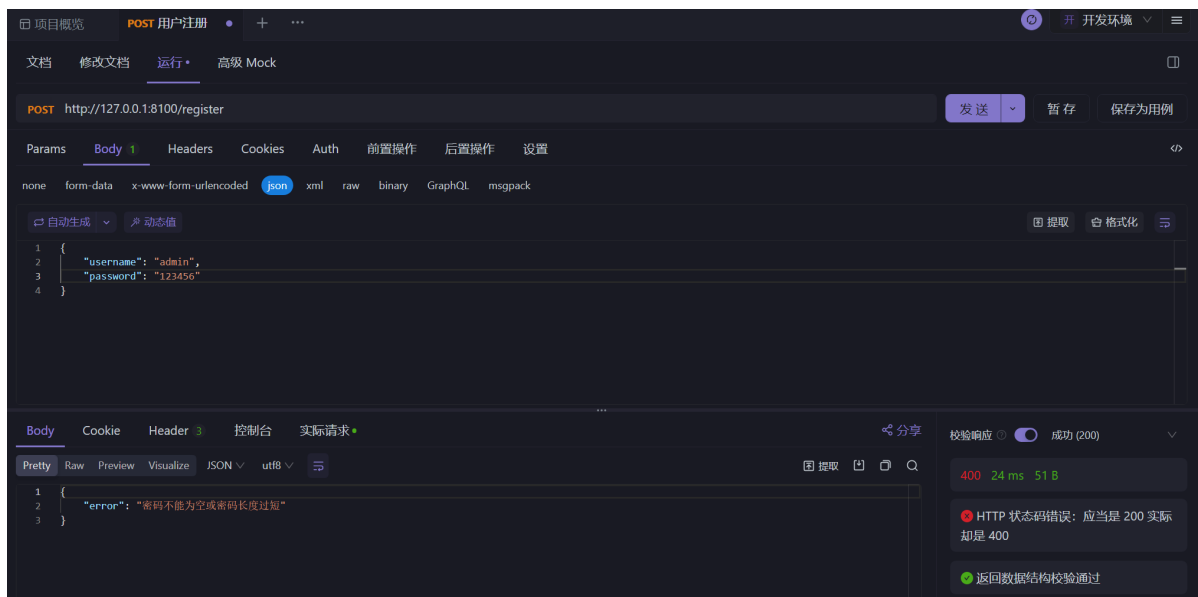 项目概览 POST 用户注册 开 开发环境
文档 修改文档 运行 高级 Mock
POST http://127.0.0.1:8100/register 发送 暂存 保存为用例
Params Body 1 Headers Cookies Auth 前置操作 后置操作 设置 </>
none form-data x-www-form-urlencoded json xml raw binary GraphQL msgpack
自动生成 动态值 提取 格式化
1 {
2 "username": "admin",
3 "password": "123456"
4 }
Body Cookie Header 3 控制台 实际请求 分享 校验响应 成功 (200)
Pretty Raw Preview Visualize JSON utf8 提取
400 24 ms 51 B
1 {
2 "error": "密码不能为空或密码长度过短"
3 }
HTTP 状态码错误：应当是 200 实际
却是 400
返回数据结构校验通过